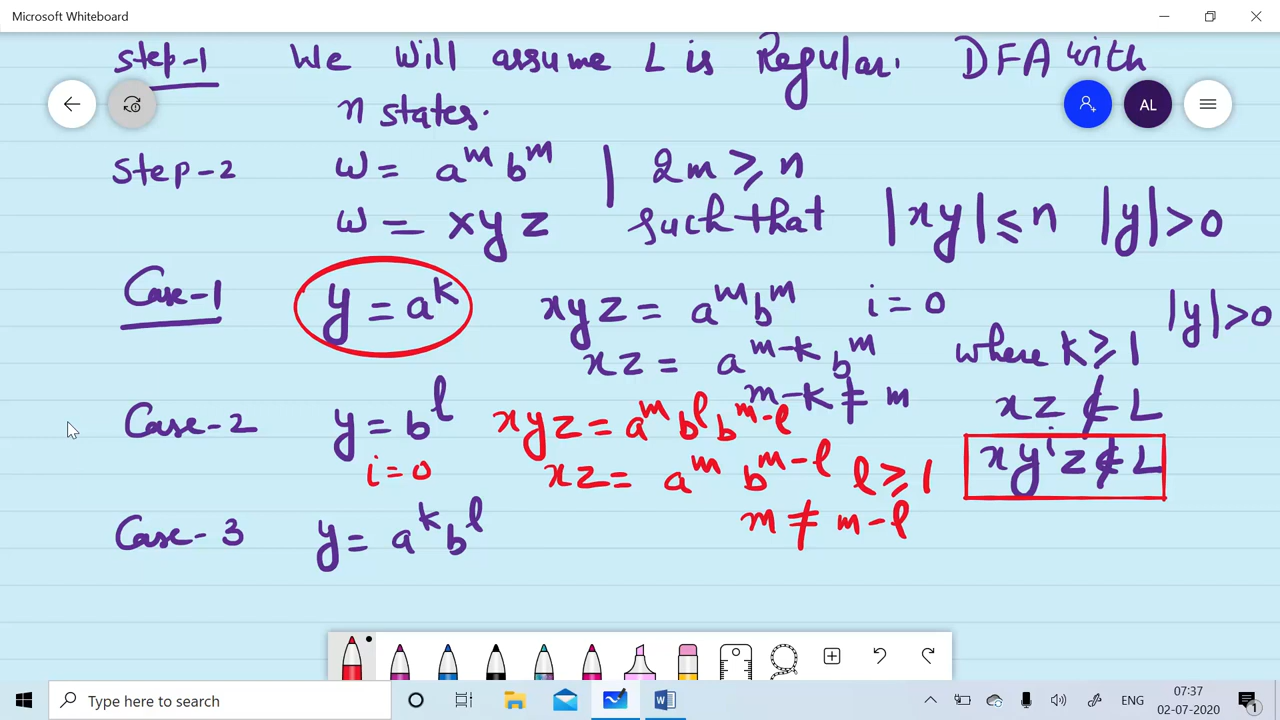 Microsoft Whiteboard
step-1 We will assume L is Regular. DFA with
n states.
AL
step-2 w = a^m b^m | 2m ≥ n
w = xyz such that |xy| ≤ n |y| > 0
Case-1 y = a^k xyz = a^m b^m i = 0 |y| > 0
xz = a^{m-k} b^m where k ≥ 1
m-k ≠ m xz ∉ L
Case-2 y = b^l xyz = a^m b^l b^{m-l} xy^i z ∉ L
i = 0 xz = a^m b^{m-l} l ≥ 1
m ≠ m-l
Case-3 y = a^k b^l
Type here to search
ENG
07:37
02-07-2020
1